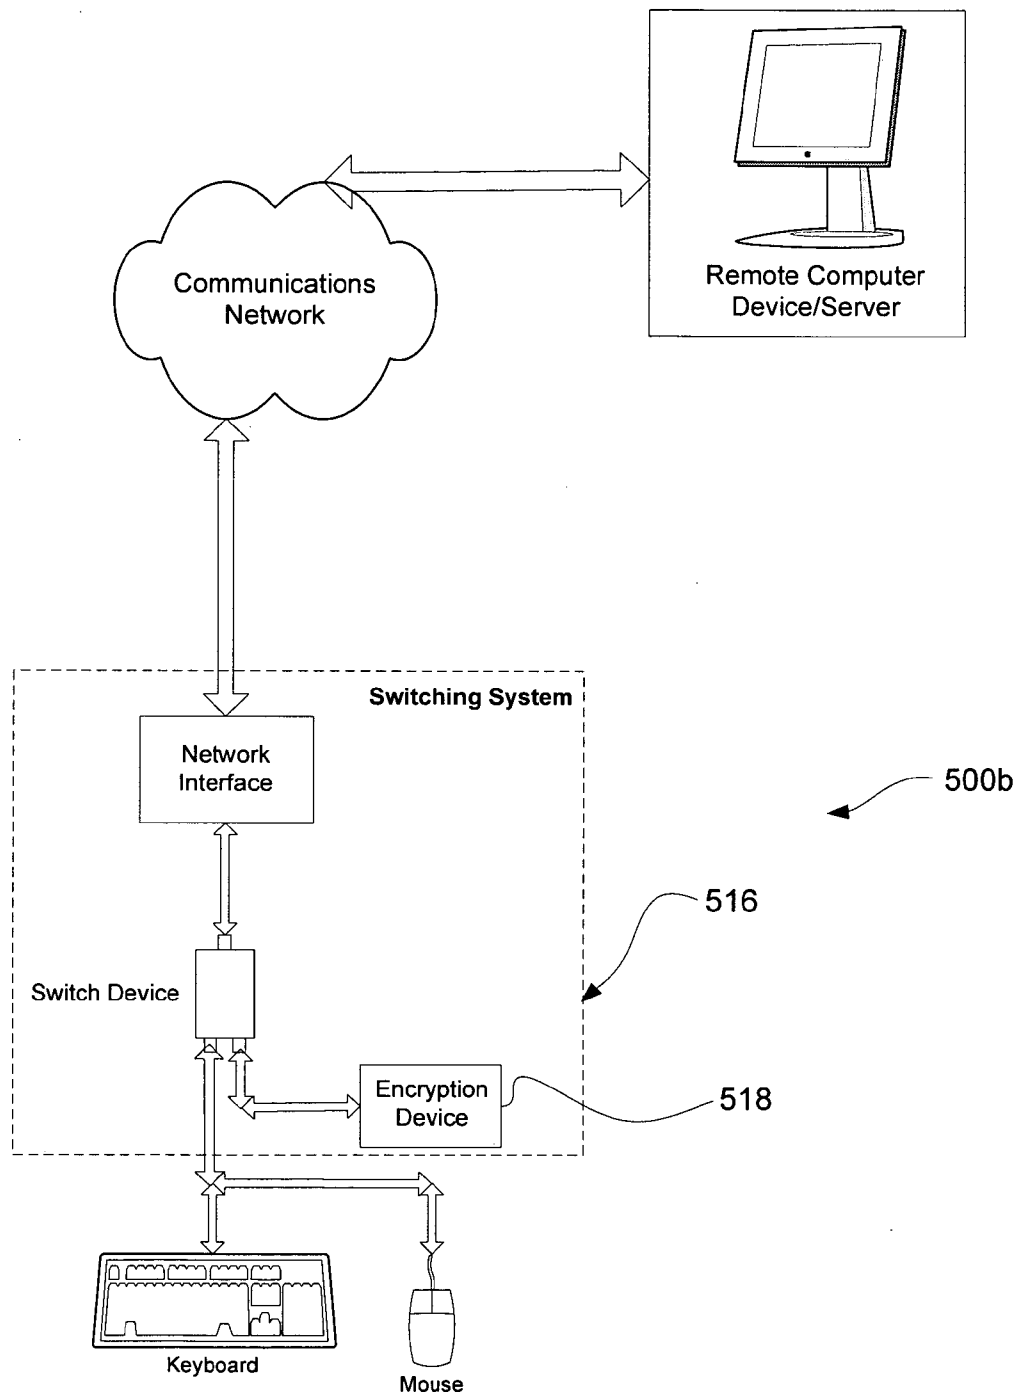 Remote Computer
Device/Server
Communications
Network
Switching System
Network
Interface
500b
516
Switch Device
Encryption
Device
518
Keyboard
Mouse